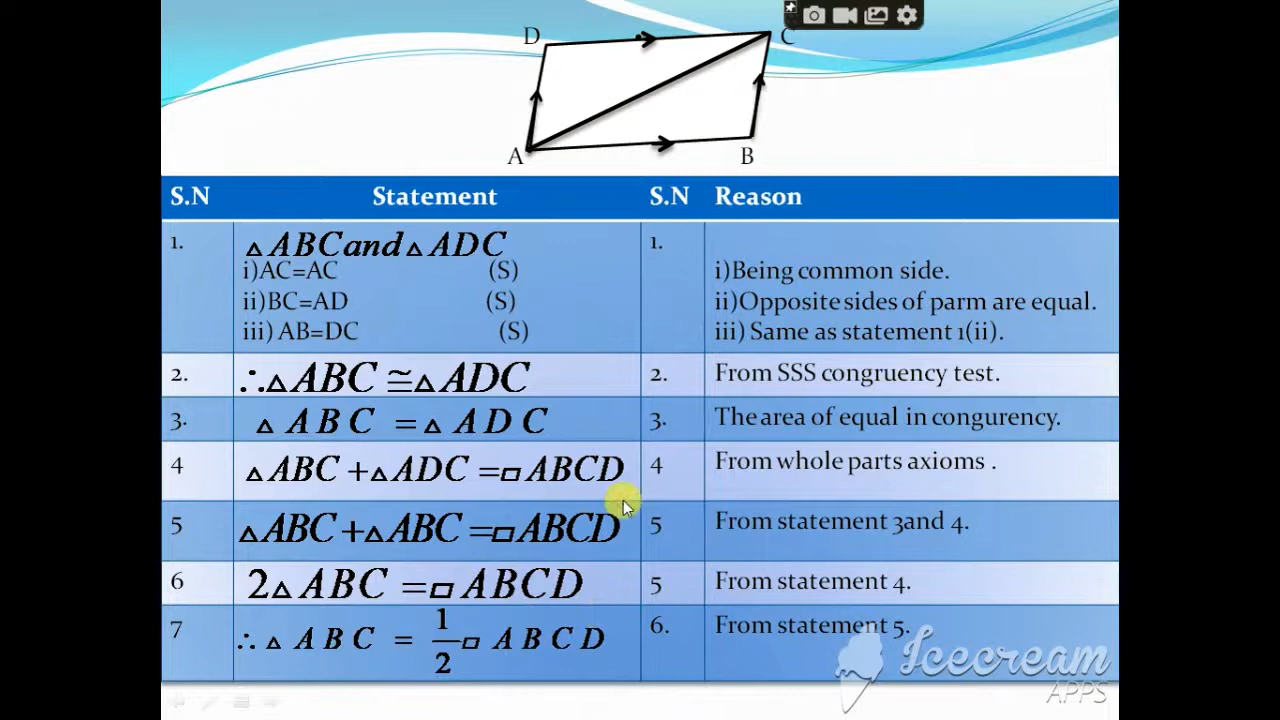 D
C
A
B
S.N Statement S.N Reason
1. △ABC and △ADC 1.
i)AC=AC (S) i)Being common side.
ii)BC=AD (S) ii)Opposite sides of parm are equal.
iii) AB=DC (S) iii) Same as statement 1(ii).
2. ∴△ABC ≅△ADC 2. From SSS congruency test.
3. △ABC = △ADC 3. The area of equal in congurency.
4 △ABC +△ADC =▱ABCD 4 From whole parts axioms .
5 △ABC+△ABC =▱ABCD 5 From statement 3and 4.
6 2△ABC =▱ABCD 5 From statement 4.
7 ∴△ABC = 1/2 ▱ABCD 6. From statement 5.
Icecream
APPS